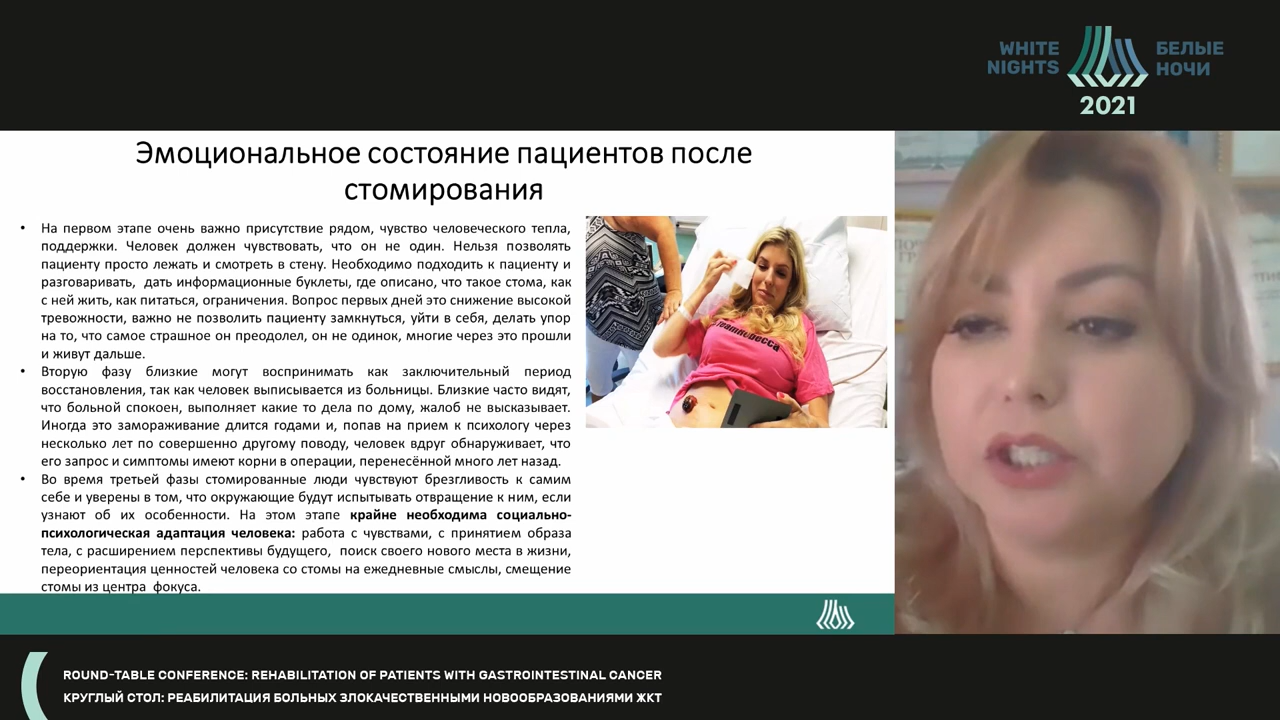 WHITE NIGHTS
БЕЛЫЕ НОЧИ
2021
Эмоциональное состояние пациентов после
стомирования
• На первом этапе очень важно присутствие рядом, чувство человеческого тепла,
поддержки. Человек должен чувствовать, что он не один. Нельзя позволять
пациенту просто лежать и смотреть в стену. Необходимо подходить к пациенту и
разговаривать, дать информационные буклеты, где описано, что такое стома, как
с ней жить, как питаться, ограничения. Вопрос первых дней это снижение высокой
тревожности, важно не позволить пациенту замкнуться, уйти в себя, делать упор
на то, что самое страшное он преодолел, он не одинок, многие через это прошли
и живут дальше.
• Вторую фазу близкие могут воспринимать как заключительный период
восстановления, так как человек выписывается из больницы. Близкие часто видят,
что больной спокоен, выполняет какие то дела по дому, жалоб не высказывает.
Иногда это замораживание длится годами и, попав на прием к психологу через
несколько лет по совершенно другому поводу, человек вдруг обнаруживает, что
его запрос и симптомы имеют корни в операции, перенесённой много лет назад.
• Во время третьей фазы стомированные люди чувствуют брезгливость к самим
себе и уверены в том, что окружающие будут испытывать отвращение к ним, если
узнают об их особенности. На этом этапе крайне необходима социально-
психологическая адаптация человека: работа с чувствами, с принятием образа
тела, с расширением перспективы будущего, поиск своего нового места в жизни,
переориентация ценностей человека со стомы на ежедневные смыслы, смещение
стомы из центра фокуса.
ROUND-TABLE CONFERENCE: REHABILITATION OF PATIENTS WITH GASTROINTESTINAL CANCER
КРУГЛЫЙ СТОЛ: РЕАБИЛИТАЦИЯ БОЛЬНЫХ ЗЛОКАЧЕСТВЕННЫМИ НОВООБРАЗОВАНИЯМИ ЖКТ